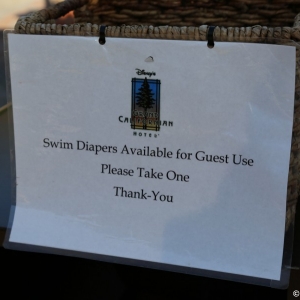 Disney's
Swim Diapers Available for Guest Use
Please Take One
Thank-You
©